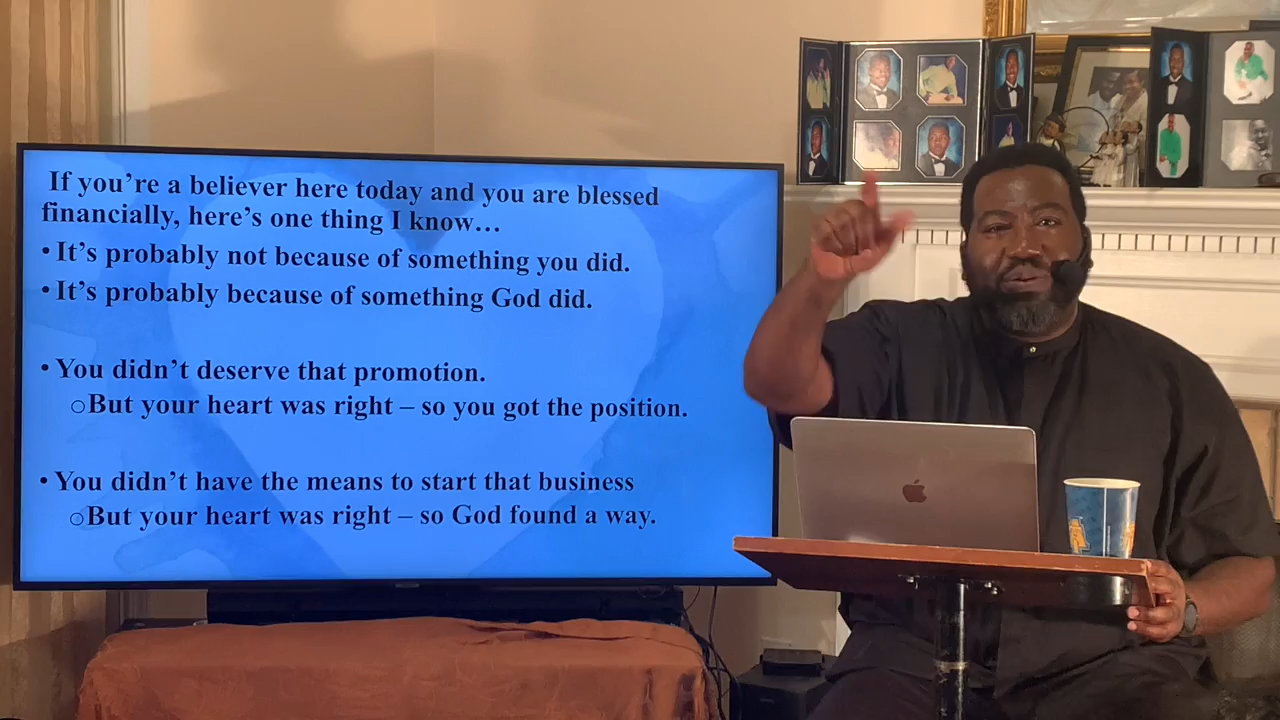 If you're a believer here today and you are blessed
financially, here's one thing I know…
• It's probably not because of something you did.
• It's probably because of something God did.
• You didn't deserve that promotion.
○But your heart was right – so you got the position.
• You didn't have the means to start that business
○But your heart was right – so God found a way.